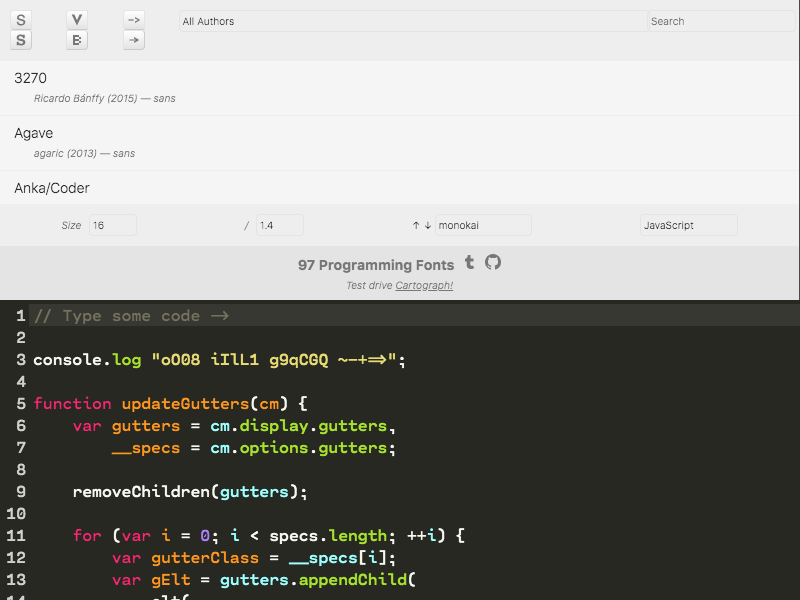 S V ->
All Authors Search
S B ->
3270
Ricardo Bánffy (2015) — sans
Agave
agaric (2013) — sans
Anka/Coder
Size 16 / 1.4 ↑ ↓ monokai JavaScript
97 Programming Fonts t
Test drive Cartograph!
1 // Type some code ->
2
3 console.log "oO08 iIlL1 g9qCGQ ~-+=>";
4
5 function updateGutters(cm) {
6 var gutters = cm.display.gutters,
7 __specs = cm.options.gutters;
8
9 removeChildren(gutters);
10
11 for (var i = 0; i < specs.length; ++i) {
12 var gutterClass = __specs[i];
13 var gElt = gutters.appendChild(
14 elt(